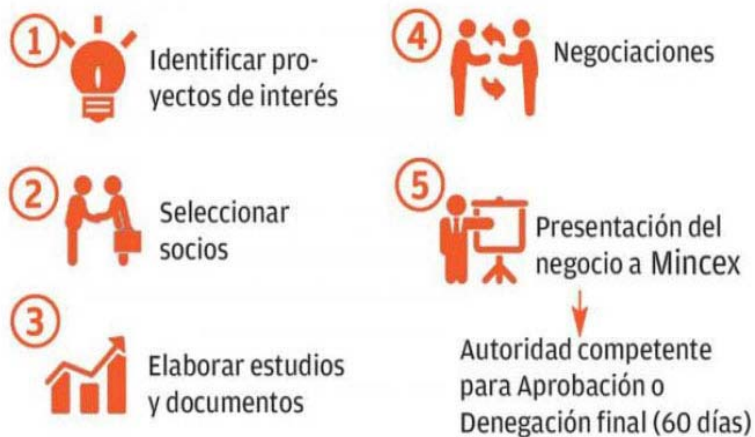 1
Identificar pro-
yectos de interés
2
Seleccionar
socios
3
Elaborar estudios
y documentos
4
Negociaciones
5
Presentación del
negocio a Mincex
Autoridad competente
para Aprobación o
Denegación final (60 días)